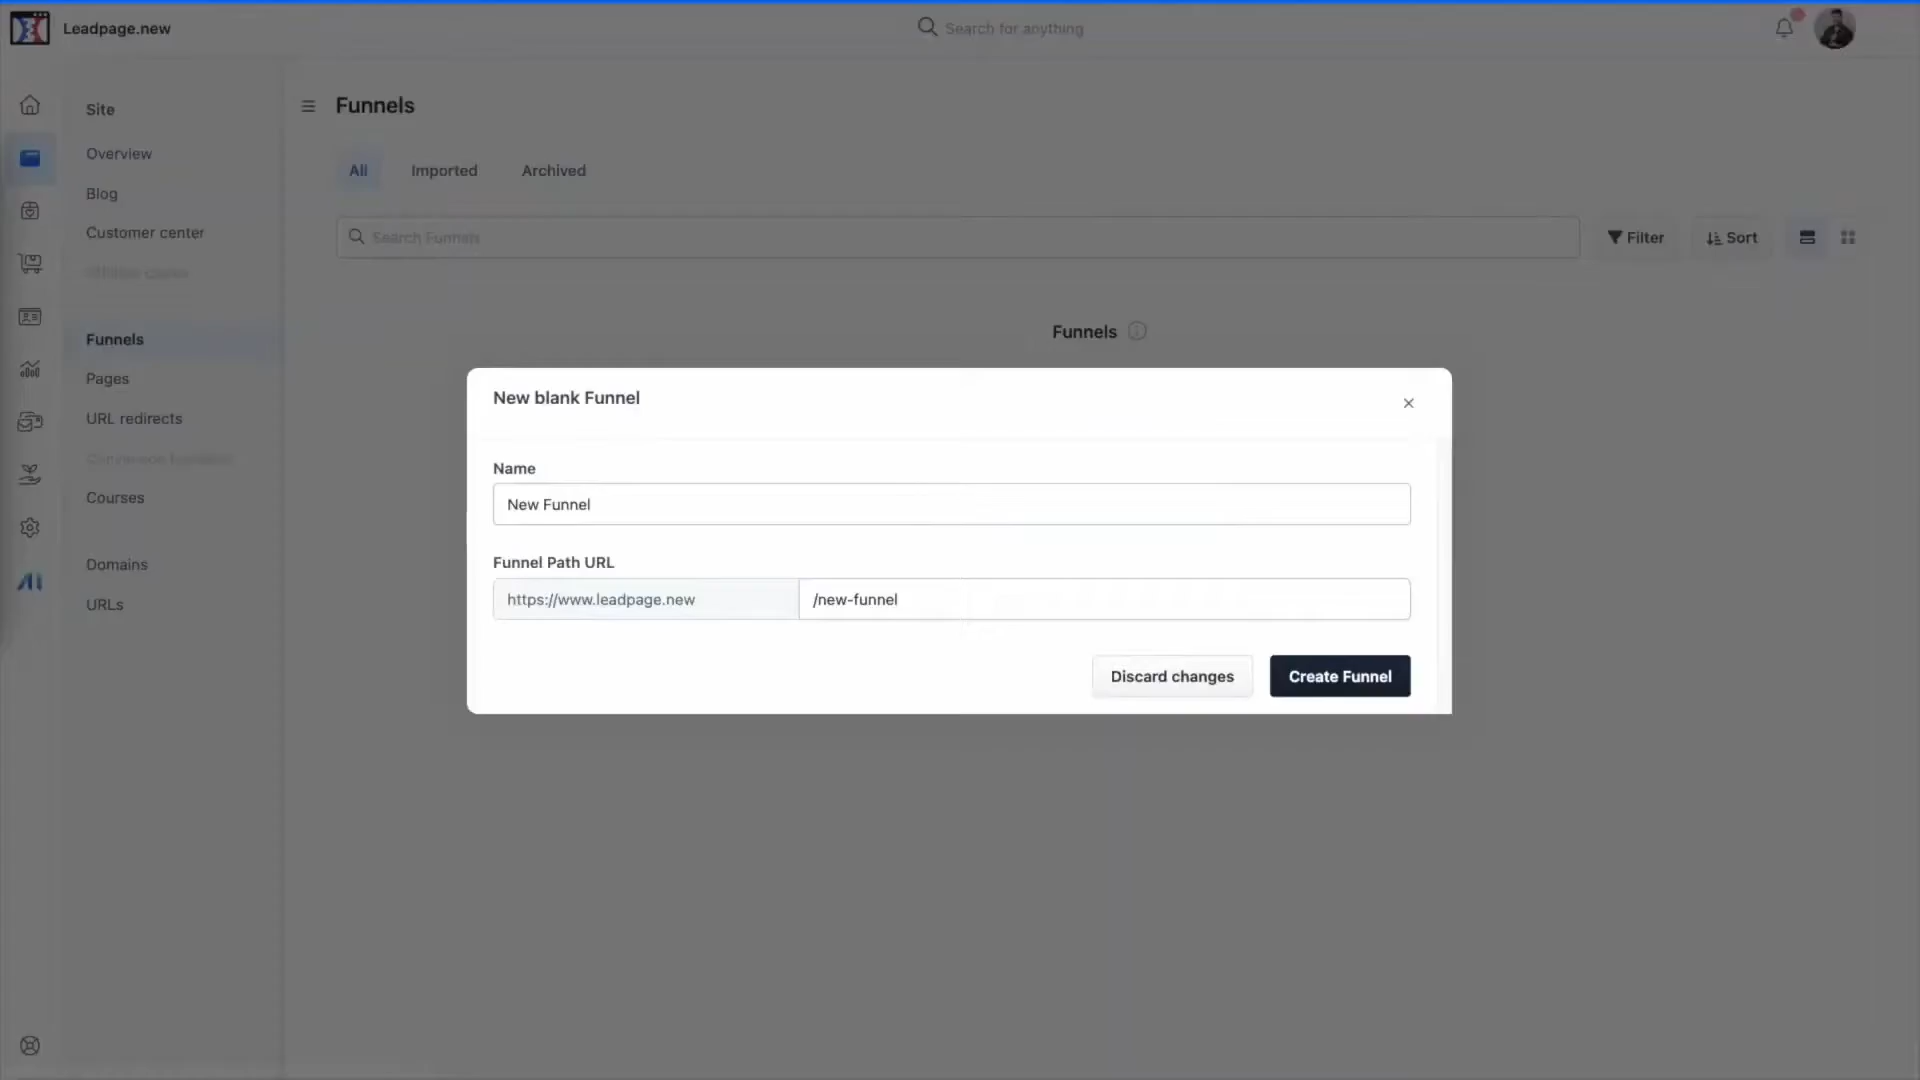 Leadpage.new
Search for anything
Site
Overview
Blog
Customer center
Funnels
Pages
URL redirects
Courses
Domains
URLs
Funnels
All
Imported
Archived
Search Funnels
Filter
Sort
Funnels
New blank Funnel
Name
New Funnel
Funnel Path URL
https://www.leadpage.new
/new-funnel
Discard changes
Create Funnel